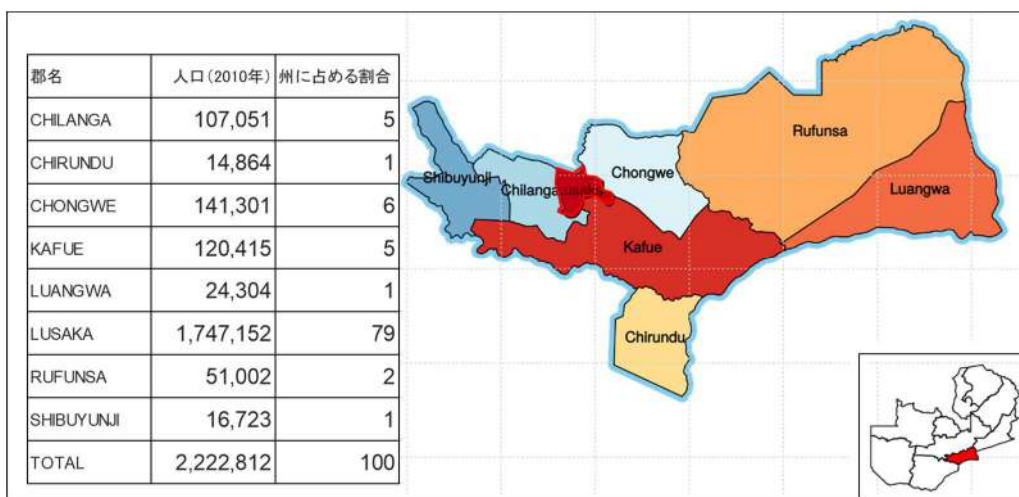 郡名 人口(2010年) 州に占める割合
CHILANGA 107,051 5
CHIRUNDU 14,864 1
CHONGWE 141,301 6
KAFUE 120,415 5
LUANGWA 24,304 1
LUSAKA 1,747,152 79
RUFUNSA 51,002 2
SHIBUYUNJI 16,723 1
TOTAL 2,222,812 100
Rufunsa
Chongwe
Shibuyunji
Chilanga
Lusaka
Luangwa
Kafue
Chirundu